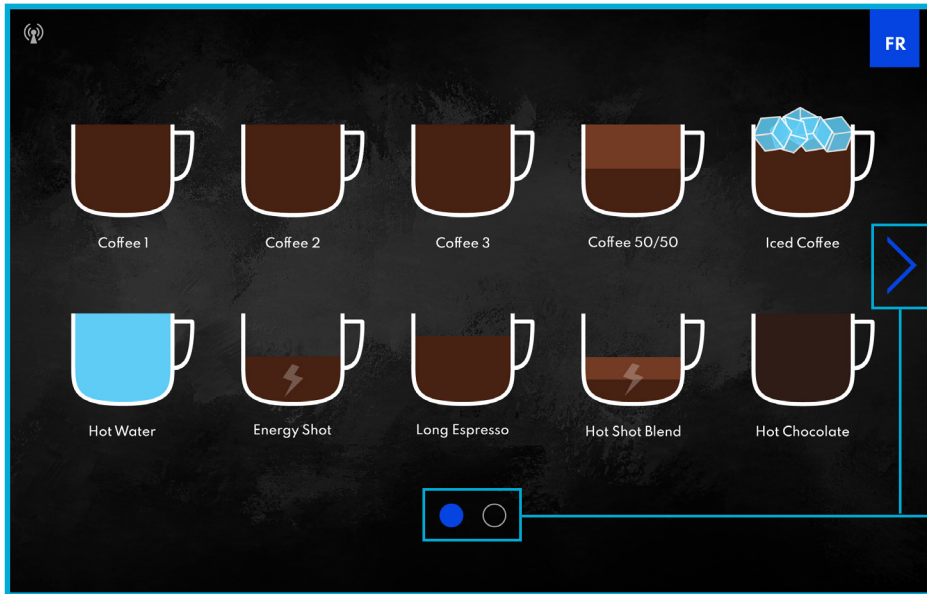 FR
Coffee 1
Coffee 2
Coffee 3
Coffee 50/50
Iced Coffee
Hot Water
Energy Shot
Long Espresso
Hot Shot Blend
Hot Chocolate